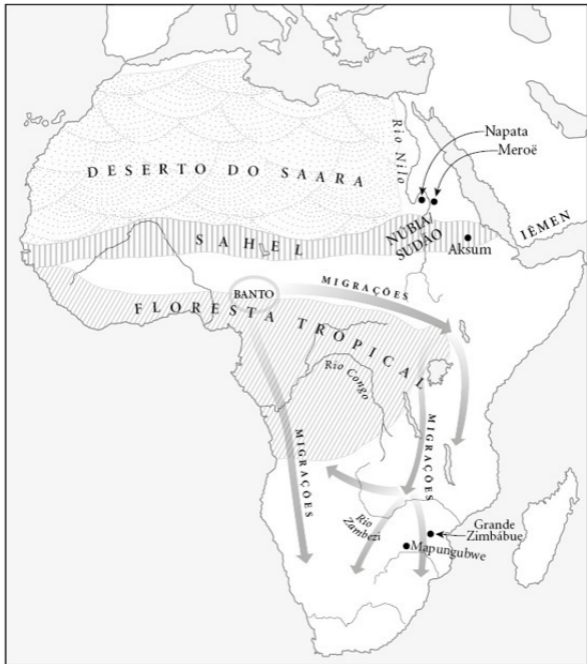 Napata
Meroë
Rio Nilo
DESERTO DO SAARA
IÊMEN
NÚBIA/
SUDÃO
SAHEL
Aksum
MIGRAÇÕES
BANTO
FLORESTA TROPICAL
Rio Congo
MIGRAÇÕES
MIGRAÇÕES
Rio
Zambezi
Grande
Zimbábue
Mapungubwe